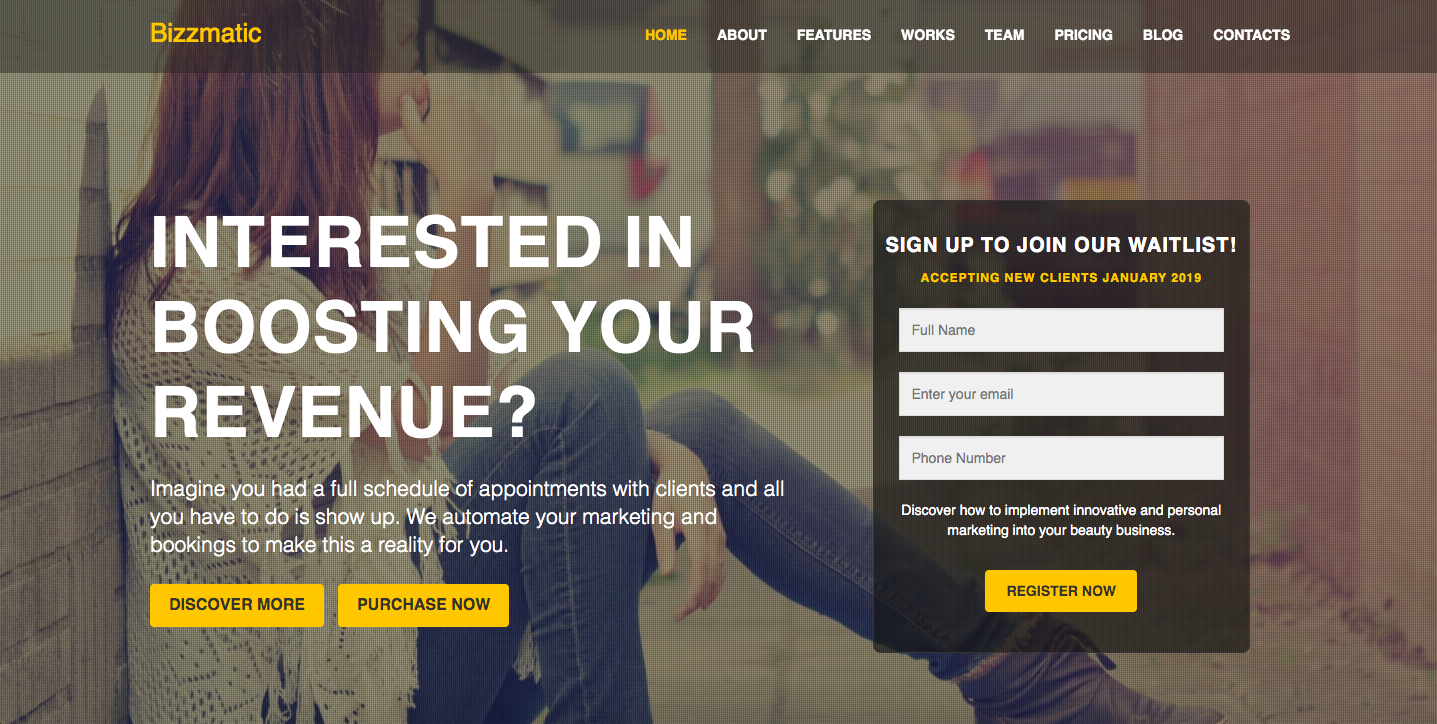 Bizzmatic
HOME ABOUT FEATURES WORKS TEAM PRICING BLOG CONTACTS
INTERESTED IN
BOOSTING YOUR
REVENUE?
Imagine you had a full schedule of appointments with clients and all
you have to do is show up. We automate your marketing and
bookings to make this a reality for you.
DISCOVER MORE PURCHASE NOW
SIGN UP TO JOIN OUR WAITLIST!
ACCEPTING NEW CLIENTS JANUARY 2019
Full Name
Enter your email
Phone Number
Discover how to implement innovative and personal
marketing into your beauty business.
REGISTER NOW